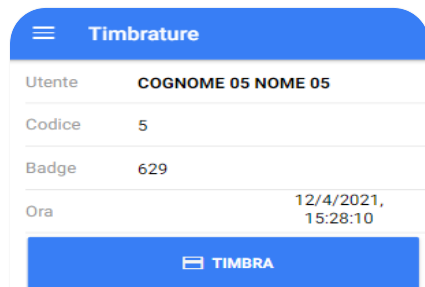 Timbrature
Utente COGNOME 05 NOME 05
Codice 5
Badge 629
Ora 12/4/2021,
15:28:10
TIMBRA